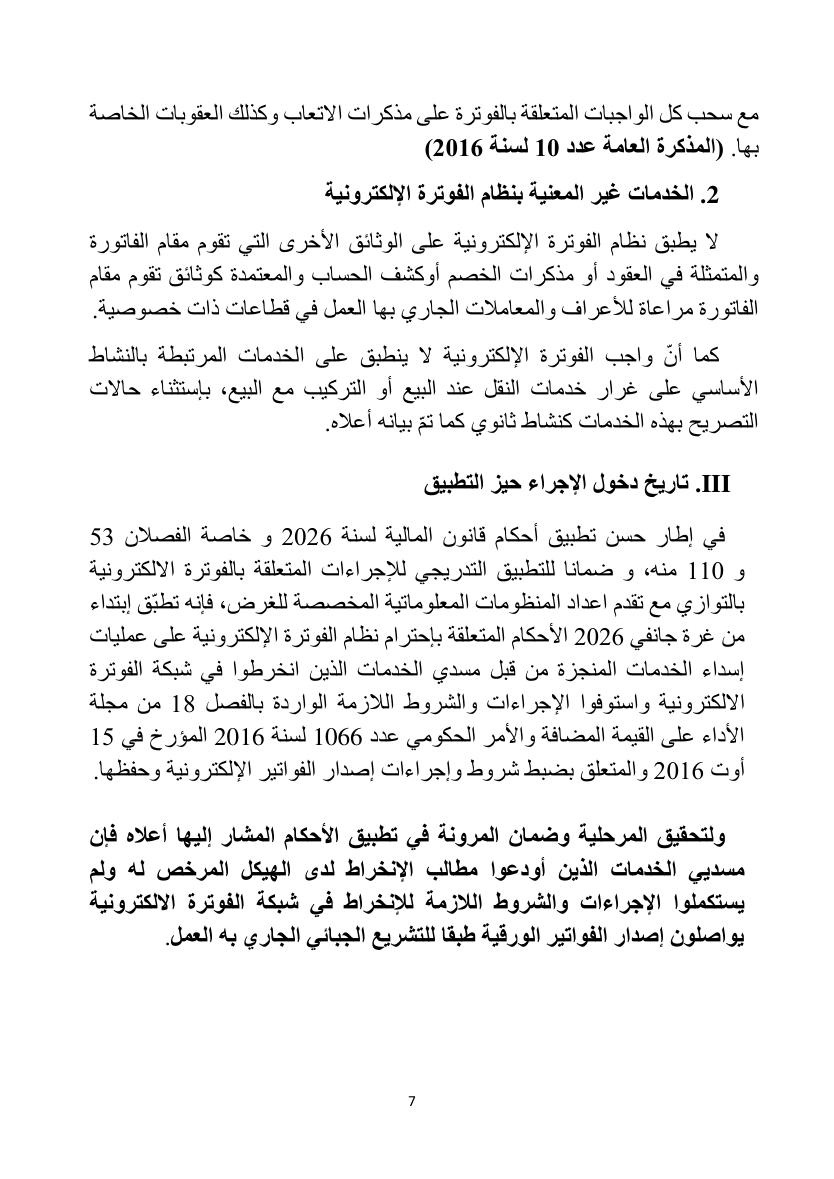 مع سحب كل الواجبات المتعلقة بالفوترة على مذكرات الاتعاب وكذلك العقوبات الخاصة
بها. (المذكرة العامة عدد 10 لسنة 2016)
2. الخدمات غير المعنية بنظام الفوترة الإلكترونية
لا يطبق نظام الفوترة الإلكترونية على الوثائق الأخرى التي تقوم مقام الفاتورة
والمتمثلة في العقود أو مذكرات الخصم أوكشف الحساب والمعتمدة كوثائق تقوم مقام
الفاتورة مراعاة للأعراف والمعاملات الجاري بها العمل في قطاعات ذات خصوصية.
كما أنّ واجب الفوترة الإلكترونية لا ينطبق على الخدمات المرتبطة بالنشاط
الأساسي على غرار خدمات النقل عند البيع أو التركيب مع البيع، بإستثناء حالات
التصريح بهذه الخدمات كنشاط ثانوي كما تمّ بيانه أعلاه.
III. تاريخ دخول الإجراء حيز التطبيق
في إطار حسن تطبيق أحكام قانون المالية لسنة 2026 و خاصة الفصلان 53
و 110 منه، و ضمانا للتطبيق التدريجي للإجراءات المتعلقة بالفوترة الالكترونية
بالتوازي مع تقدم اعداد المنظومات المعلوماتية المخصصة للغرض، فإنه تطبّق إبتداء
من غرة جانفي 2026 الأحكام المتعلقة بإحترام نظام الفوترة الإلكترونية على عمليات
إسداء الخدمات المنجزة من قبل مسدي الخدمات الذين انخرطوا في شبكة الفوترة
الالكترونية واستوفوا الإجراءات والشروط اللازمة الواردة بالفصل 18 من مجلة
الأداء على القيمة المضافة والأمر الحكومي عدد 1066 لسنة 2016 المؤرخ في 15
أوت 2016 والمتعلق بضبط شروط وإجراءات إصدار الفواتير الإلكترونية وحفظها.
ولتحقيق المرحلية وضمان المرونة في تطبيق الأحكام المشار إليها أعلاه فإن
مسديي الخدمات الذين أودعوا مطالب الإنخراط لدى الهيكل المرخص له ولم
يستكملوا الإجراءات والشروط اللازمة للإنخراط في شبكة الفوترة الالكترونية
يواصلون إصدار الفواتير الورقية طبقا للتشريع الجبائي الجاري به العمل.
7